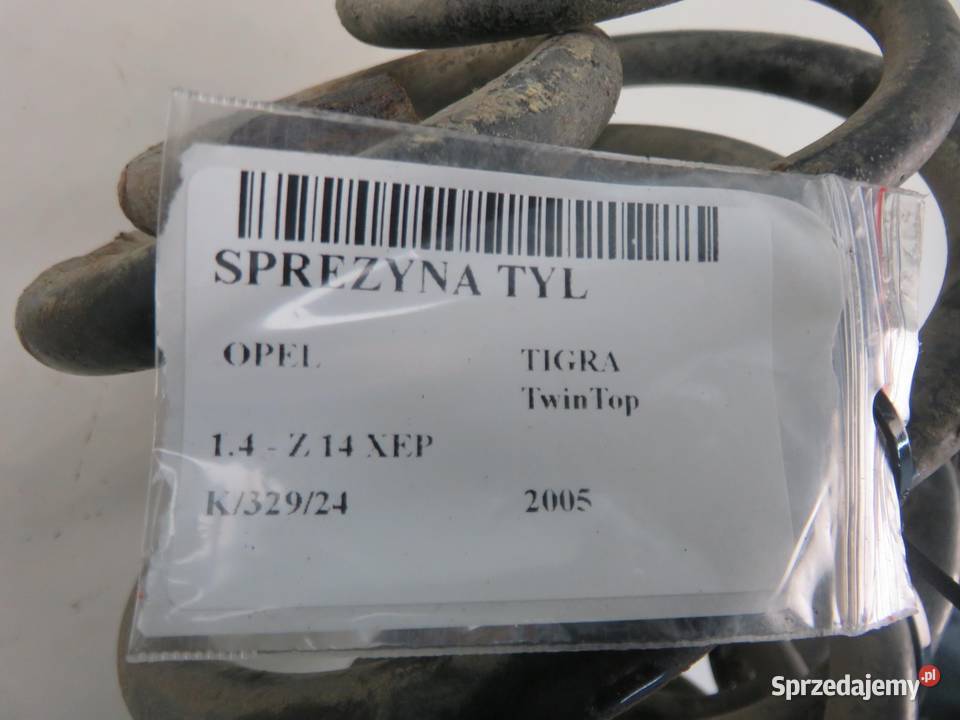 SPREZYNA TYL
OPEL TIGRA
TwinTop
1.4 - Z 14 XEP
K/329/24 2005
Sprzedajemy.pl